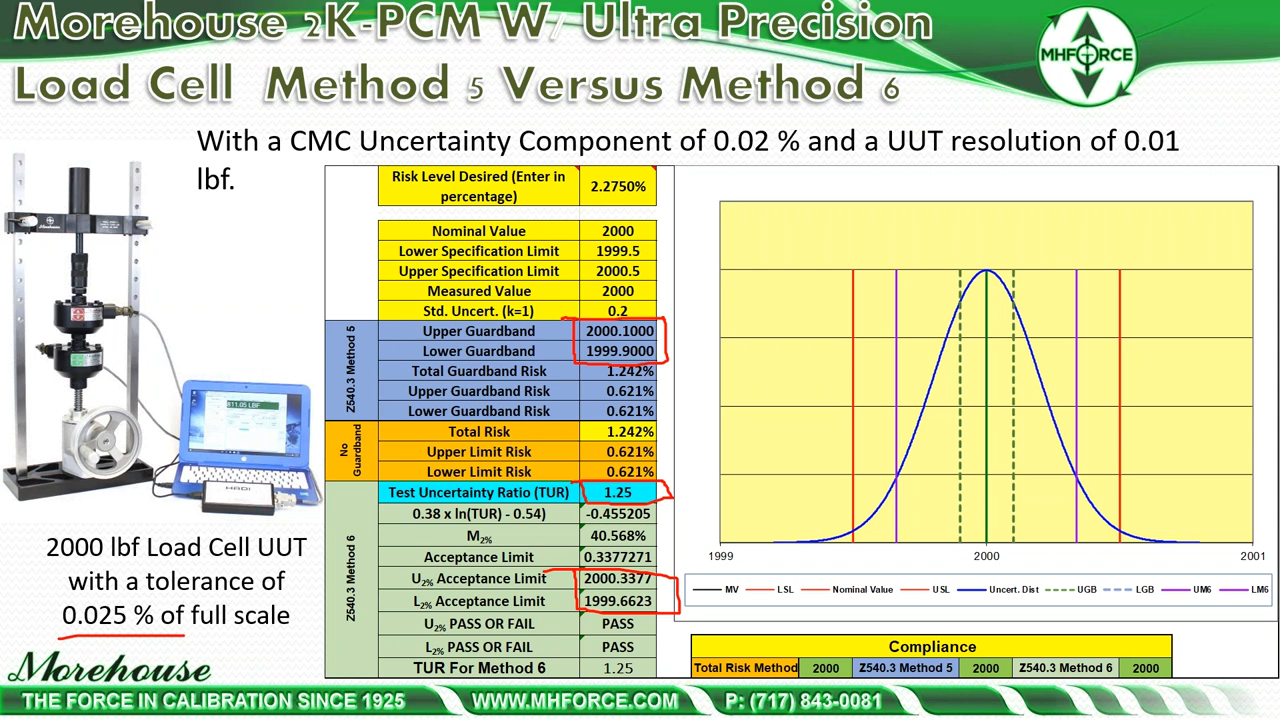 Morehouse 2K-PCM W/ Ultra Precision
Load Cell Method 5 Versus Method 6
MHFORCE
With a CMC Uncertainty Component of 0.02 % and a UUT resolution of 0.01
lbf.
Risk Level Desired (Enter in
percentage) 2.2750%
Nominal Value 2000
Lower Specification Limit 1999.5
Upper Specification Limit 2000.5
Measured Value 2000
Std. Uncert. (k=1) 0.2
Z540.3 Method 5
Upper Guardband 2000.1000
Lower Guardband 1999.9000
Total Guardband Risk 1.242%
Upper Guardband Risk 0.621%
Lower Guardband Risk 0.621%
No
Guardband
Total Risk 1.242%
Upper Limit Risk 0.621%
Lower Limit Risk 0.621%
Z540.3 Method 6
Test Uncertainty Ratio (TUR) 1.25
0.38 x ln(TUR) - 0.54) -0.455205
M2% 40.568%
Acceptance Limit 0.3377271
U2% Acceptance Limit 2000.3377
L2% Acceptance Limit 1999.6623
U2% PASS OR FAIL PASS
L2% PASS OR FAIL PASS
TUR For Method 6 1.25
1999 2000 2001
MV LSL Nominal Value USL Uncert. Dist UGB LGB UM6 LM6
Compliance
Total Risk Method 2000 Z540.3 Method 5 2000 Z540.3 Method 6 2000
Morehouse
811.05 LBF
2000 lbf Load Cell UUT
with a tolerance of
0.025 % of full scale
Morehouse
THE FORCE IN CALIBRATION SINCE 1925 WWW.MHFORCE.COM P: (717) 843-0081